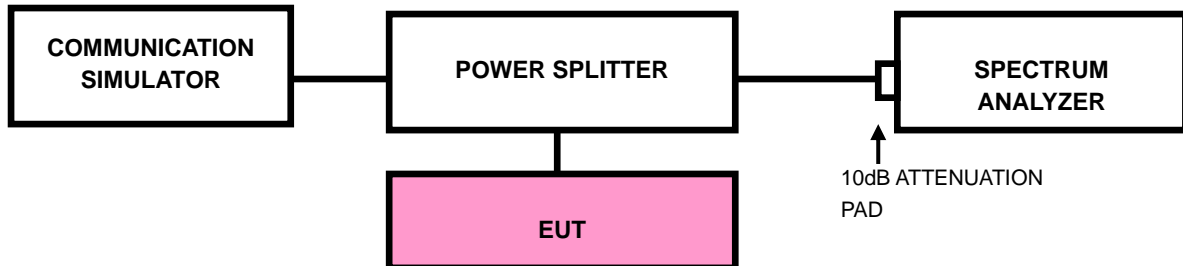 COMMUNICATION
SIMULATOR
POWER SPLITTER
SPECTRUM
ANALYZER
10dB ATTENUATION
PAD
EUT